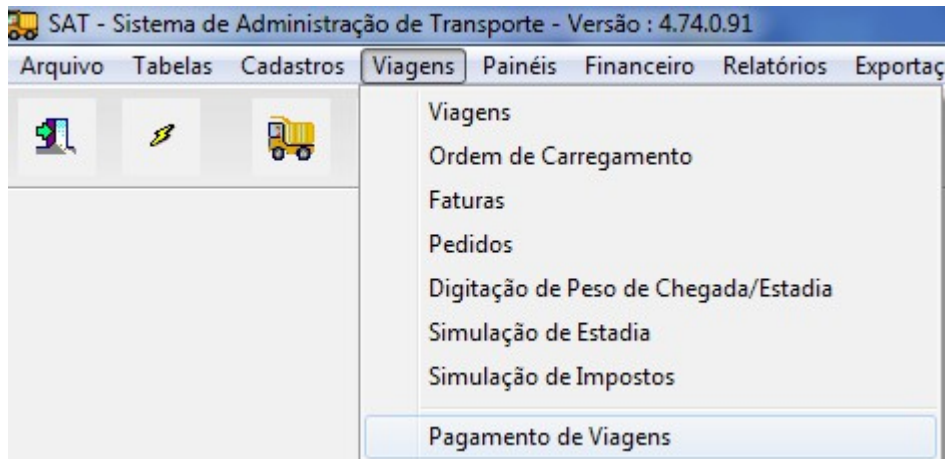 SAT - Sistema de Administração de Transporte - Versão : 4.74.0.91
Arquivo Tabelas Cadastros Viagens Painéis Financeiro Relatórios
Viagens
Ordem de Carregamento
Faturas
Pedidos
Digitação de Peso de Chegada/Estadia
Simulação de Estadia
Simulação de Impostos
Pagamento de Viagens